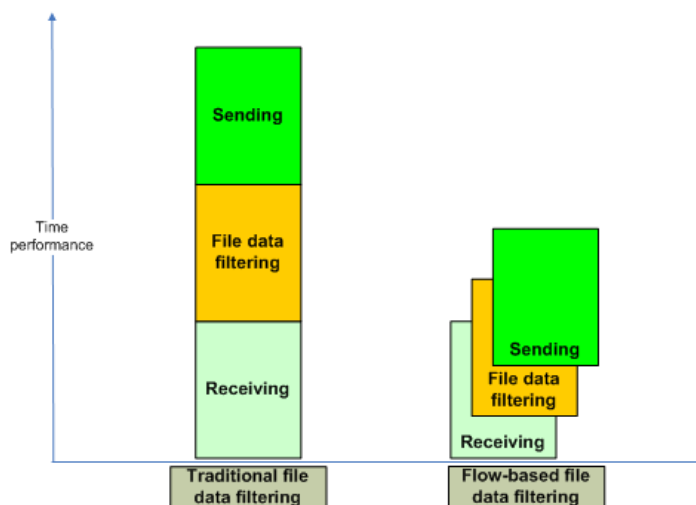 Sending
Time
performance
File data
filtering
Receiving
Sending
File data
filtering
Receiving
Traditional file
data filtering
Flow-based file
data filtering